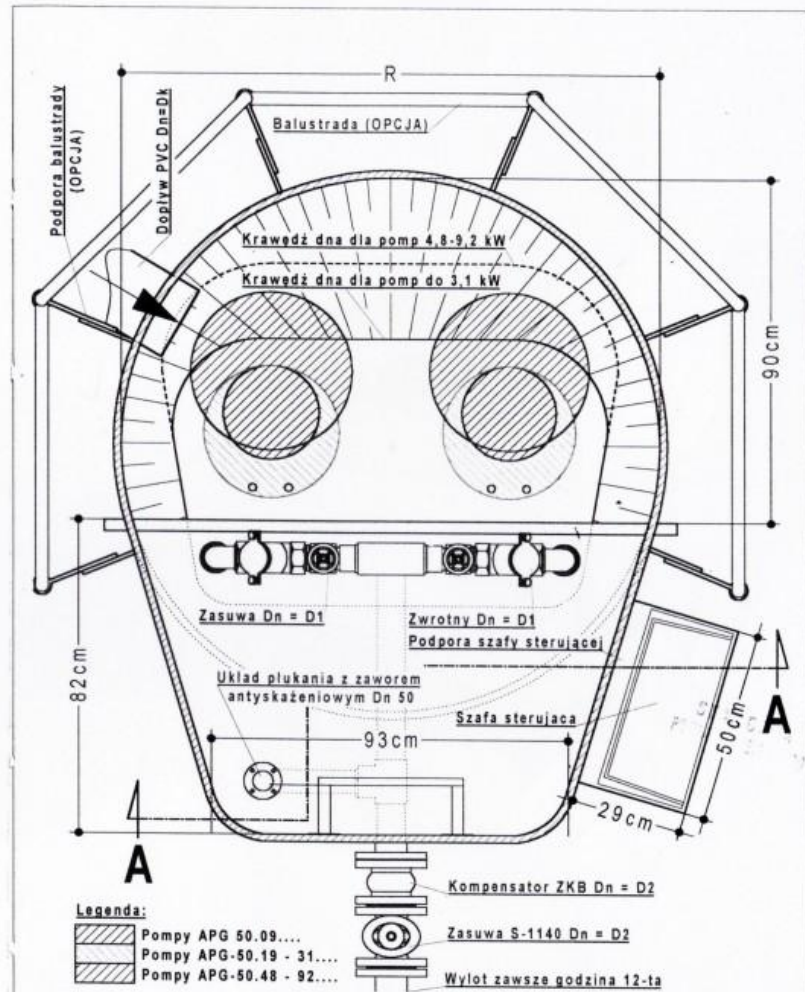 R
Balustrada (OPCJA)
Podpora balustrady
(OPCJA)
Dopływ PVC Dn=Dk
Krawędź dna dla pomp 4,8-9,2 kW
Krawędź dna dla pomp do 3,1 kW
90cm
Zasuwa Dn = D1
Zwrotny Dn = D1
Podpora szafy sterującej
82cm
Układ płukania z zaworem
antyskażeniowym Dn 50
Szafa sterujaca
A
50cm
93cm
29cm
A
Kompensator ZKB Dn = D2
Legenda:
Pompy APG 50.09....
Pompy APG-50.19 - 31....
Pompy APG-50.48 - 92....
Zasuwa S-1140 Dn = D2
Wylot zawsze godzina 12-ta